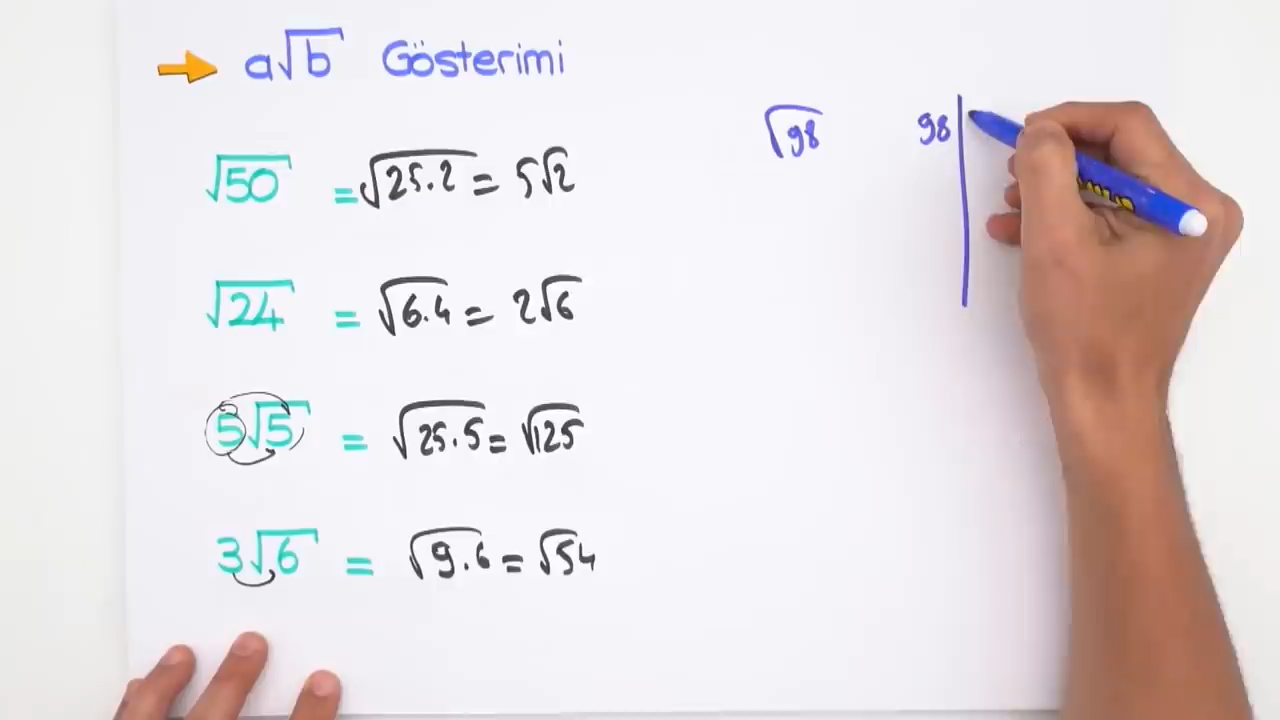 a√b Gösterimi
√50 = √25.2 = 5√2
√24 = √6.4 = 2√6
5√5 = √25.5 = √125
3√6 = √9.6 = √54
√98 98